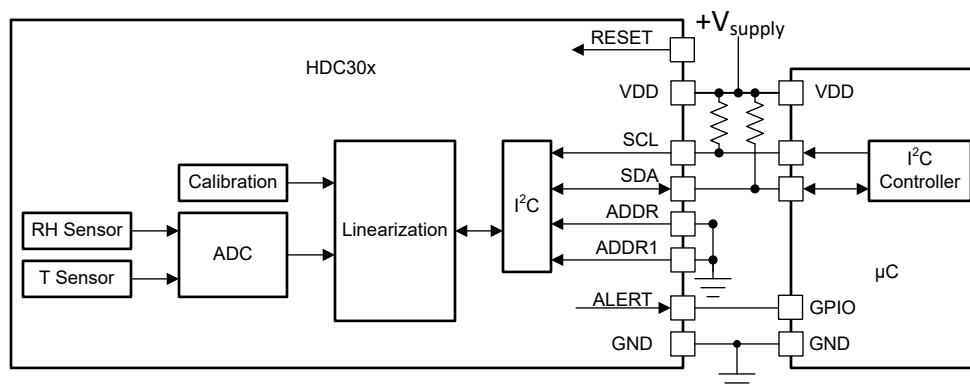 +Vsupply
RESET
HDC30x
VDD
VDD
SCL
I²C
Controller
Calibration
SDA
I²C
RH Sensor
ADC
Linearization
ADDR
T Sensor
ADDR1
µC
ALERT
GPIO
GND
GND